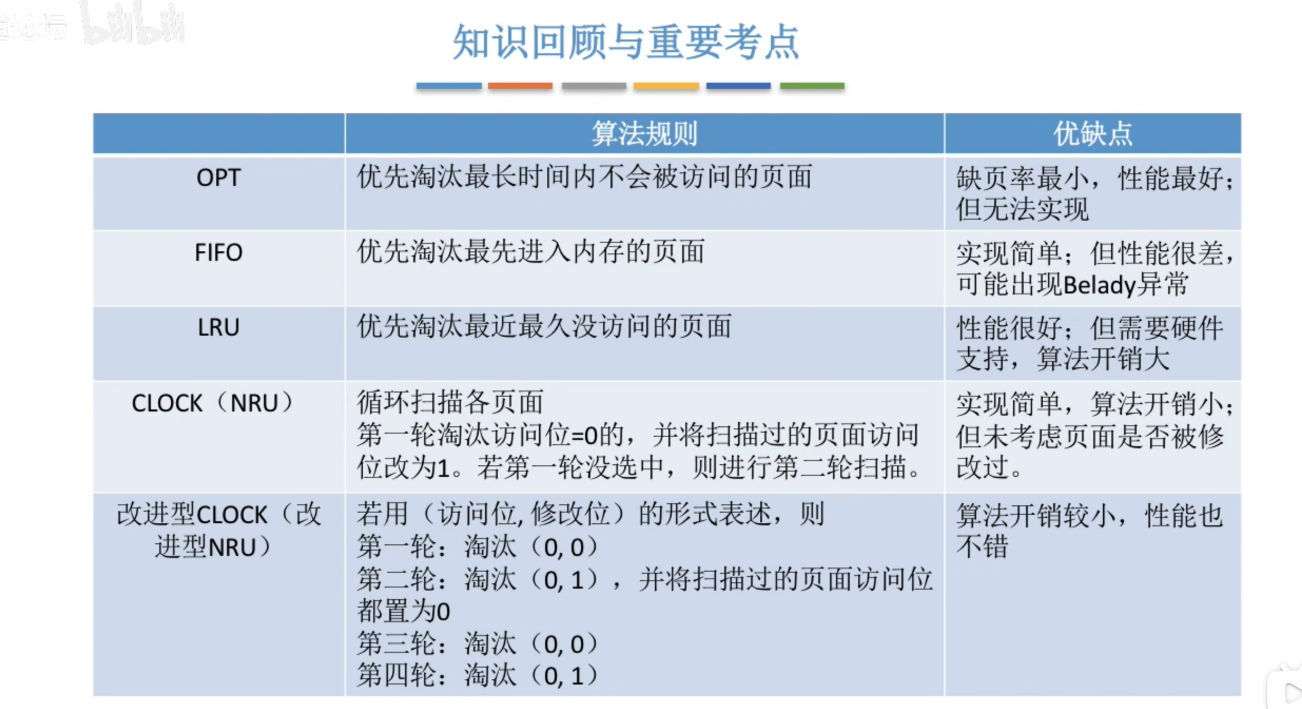 bilibili
知识回顾与重要考点
算法规则
优缺点
OPT
优先淘汰最长时间内不会被访问的页面
缺页率最小，性能最好；
但无法实现
FIFO
优先淘汰最先进入内存的页面
实现简单；但性能很差，
可能出现Belady异常
LRU
优先淘汰最近最久没访问的页面
性能很好；但需要硬件
支持，算法开销大
CLOCK（NRU）
循环扫描各页面
第一轮淘汰访问位=0的，并将扫描过的页面访问
位改为1。若第一轮没选中，则进行第二轮扫描。
实现简单，算法开销小；
但未考虑页面是否被修
改过。
改进型CLOCK（改
进型NRU）
若用（访问位, 修改位）的形式表述，则
第一轮：淘汰（0, 0）
第二轮：淘汰（0, 1），并将扫描过的页面访问位
都置为0
第三轮：淘汰（0, 0）
第四轮：淘汰（0, 1）
算法开销较小，性能也
不错